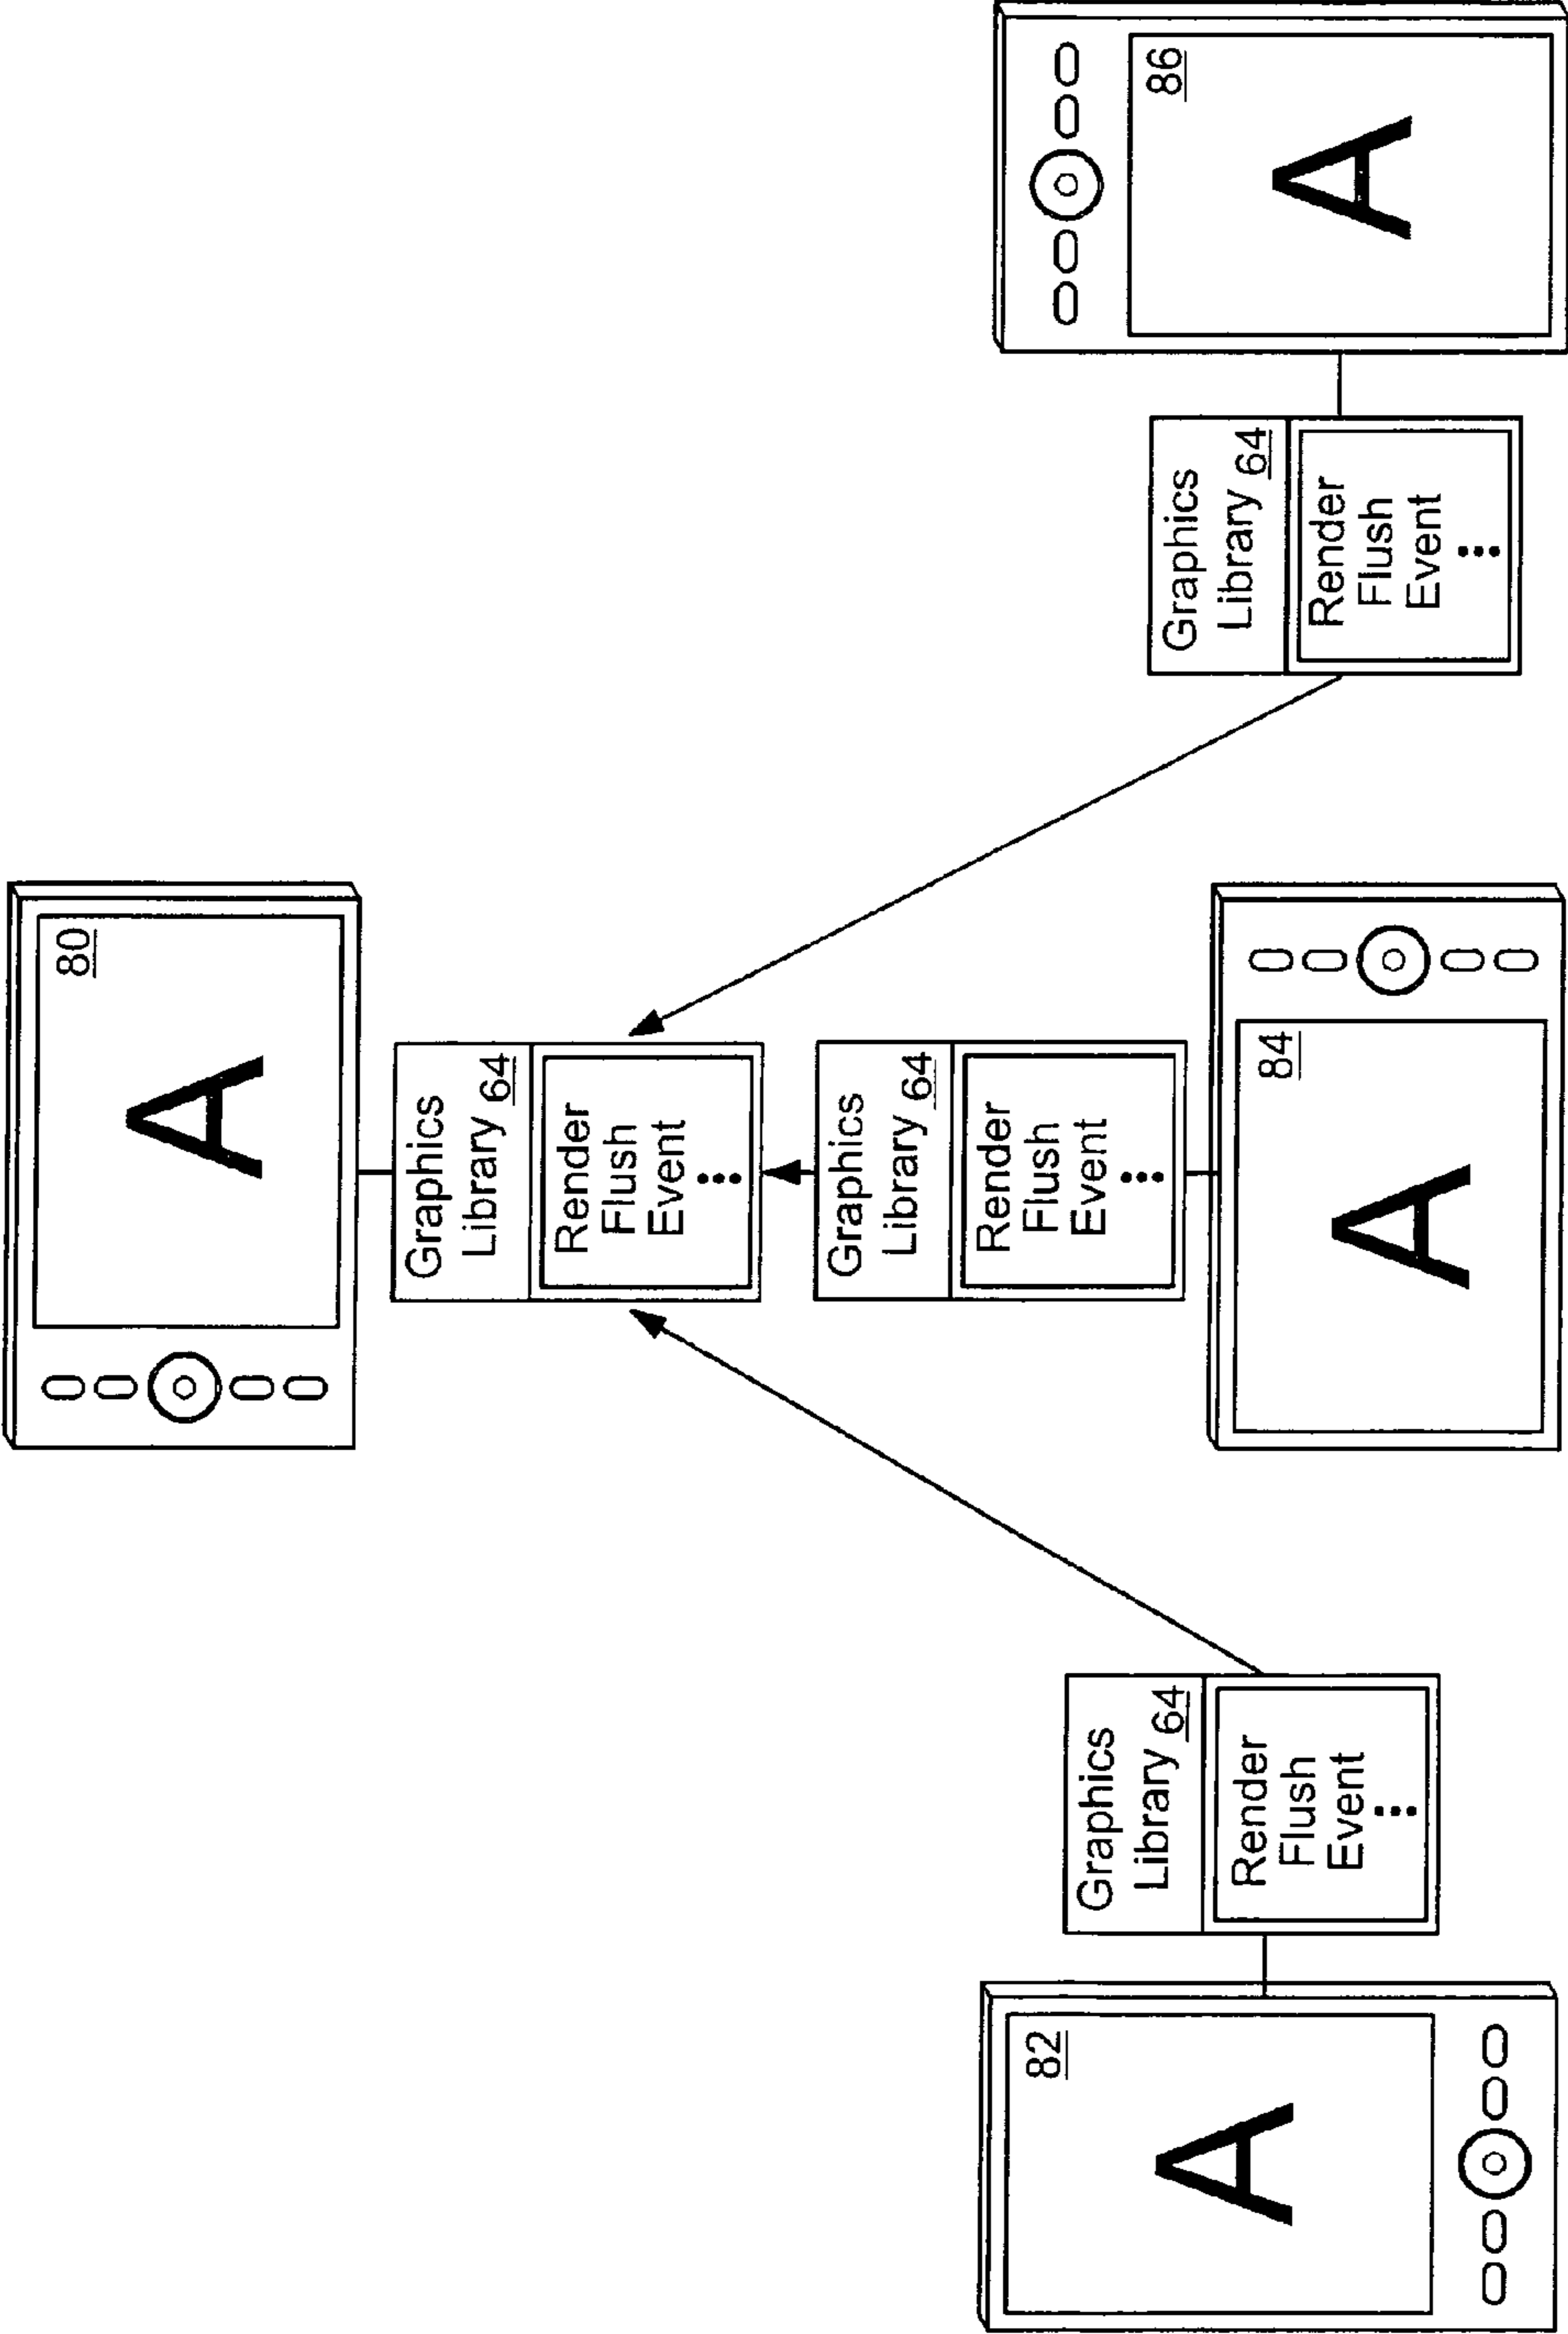 80
A
Graphics
Library 64
Render
Flush
Event
⋮
82
A
Graphics
Library 64
Render
Flush
Event
⋮
Graphics
Library 64
Render
Flush
Event
⋮
84
A
Graphics
Library 64
Render
Flush
Event
⋮
86
A